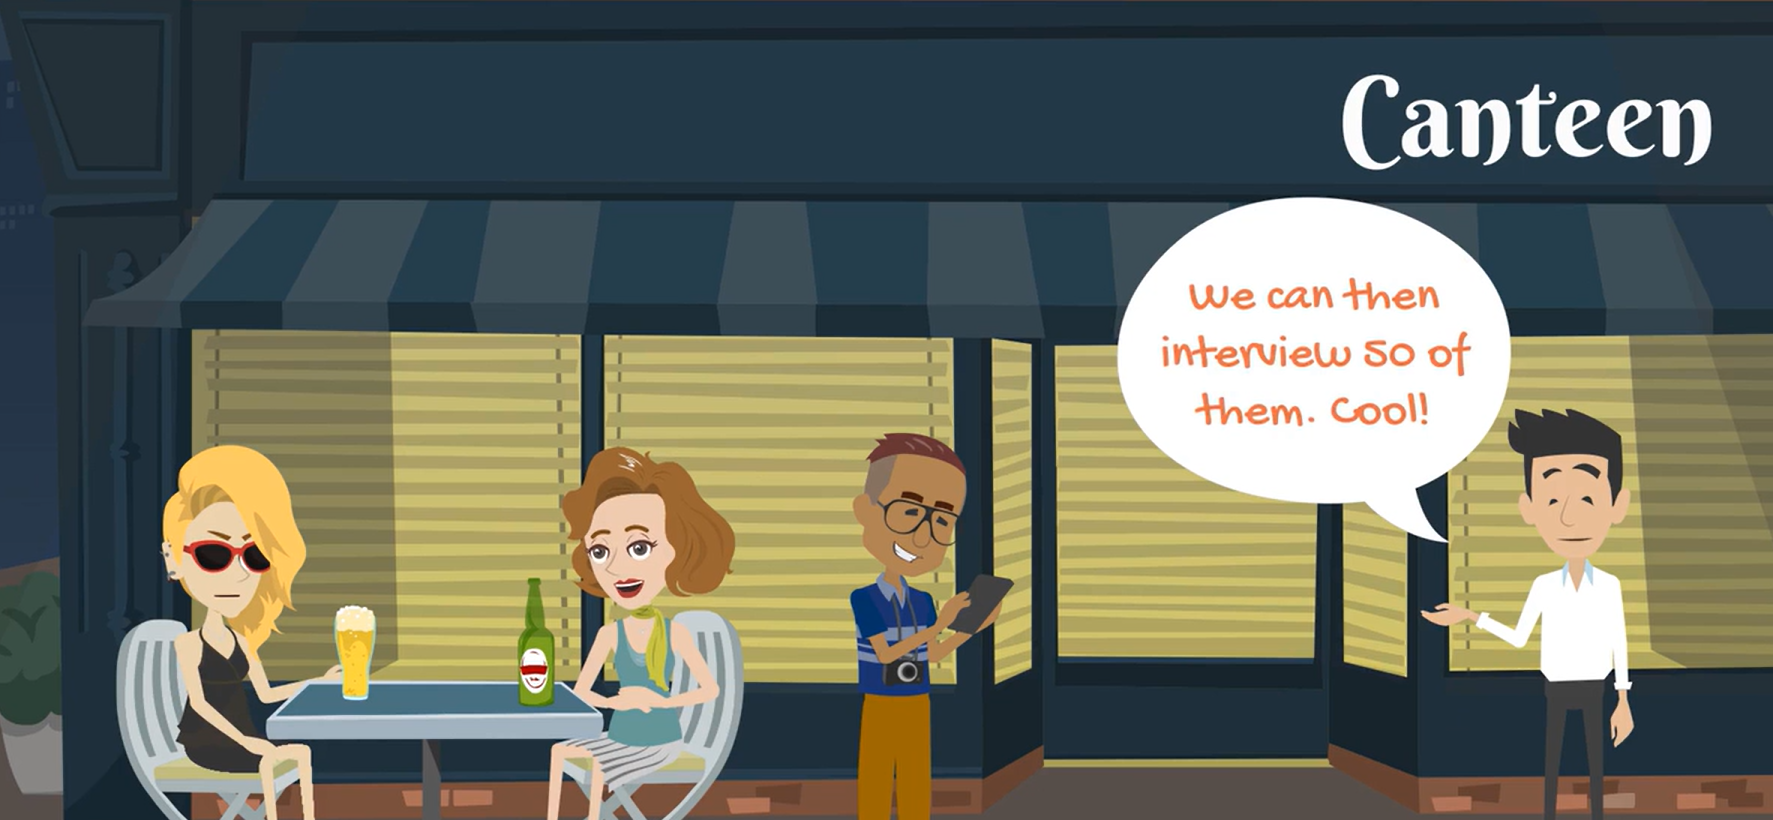 Canteen
We can then
interview 50 of
them. Cool!